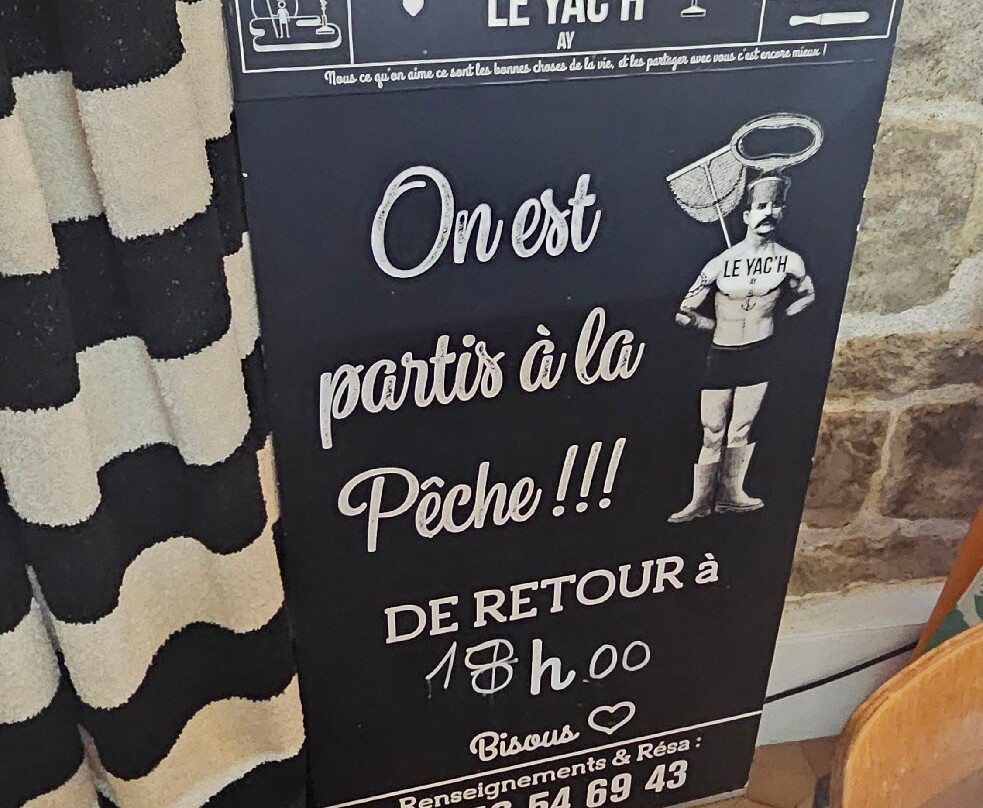 LE YAC'H
AY
Nous ce qu'on aime ce sont les bonnes choses de la vie, et les partager avec vous c'est encore mieux !
On est
partis à la
Pêche !!!
LE YAC'H
AY
DE RETOUR à
18h00
Bisous
Renseignements & Résa :
54 69 43